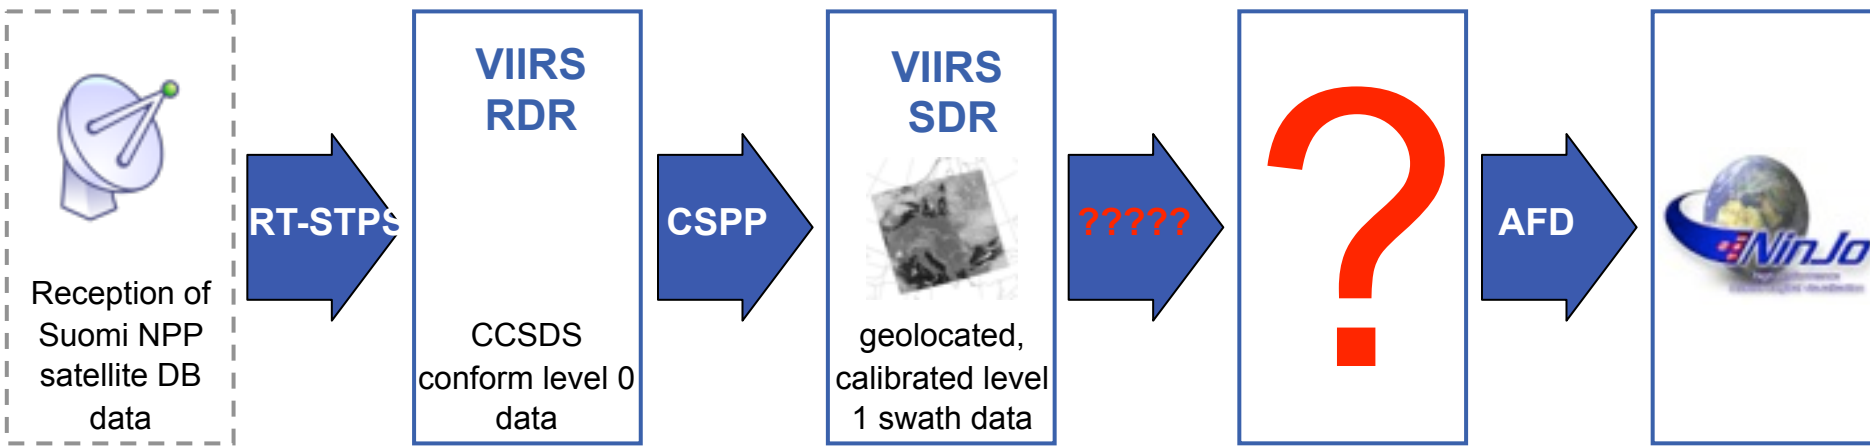 Reception of
Suomi NPP
satellite DB
data
RT-STPS
VIIRS
RDR
CCSDS
conform level 0
data
CSPP
VIIRS
SDR
geolocated,
calibrated level
1 swath data
?????
?
AFD
NinJo